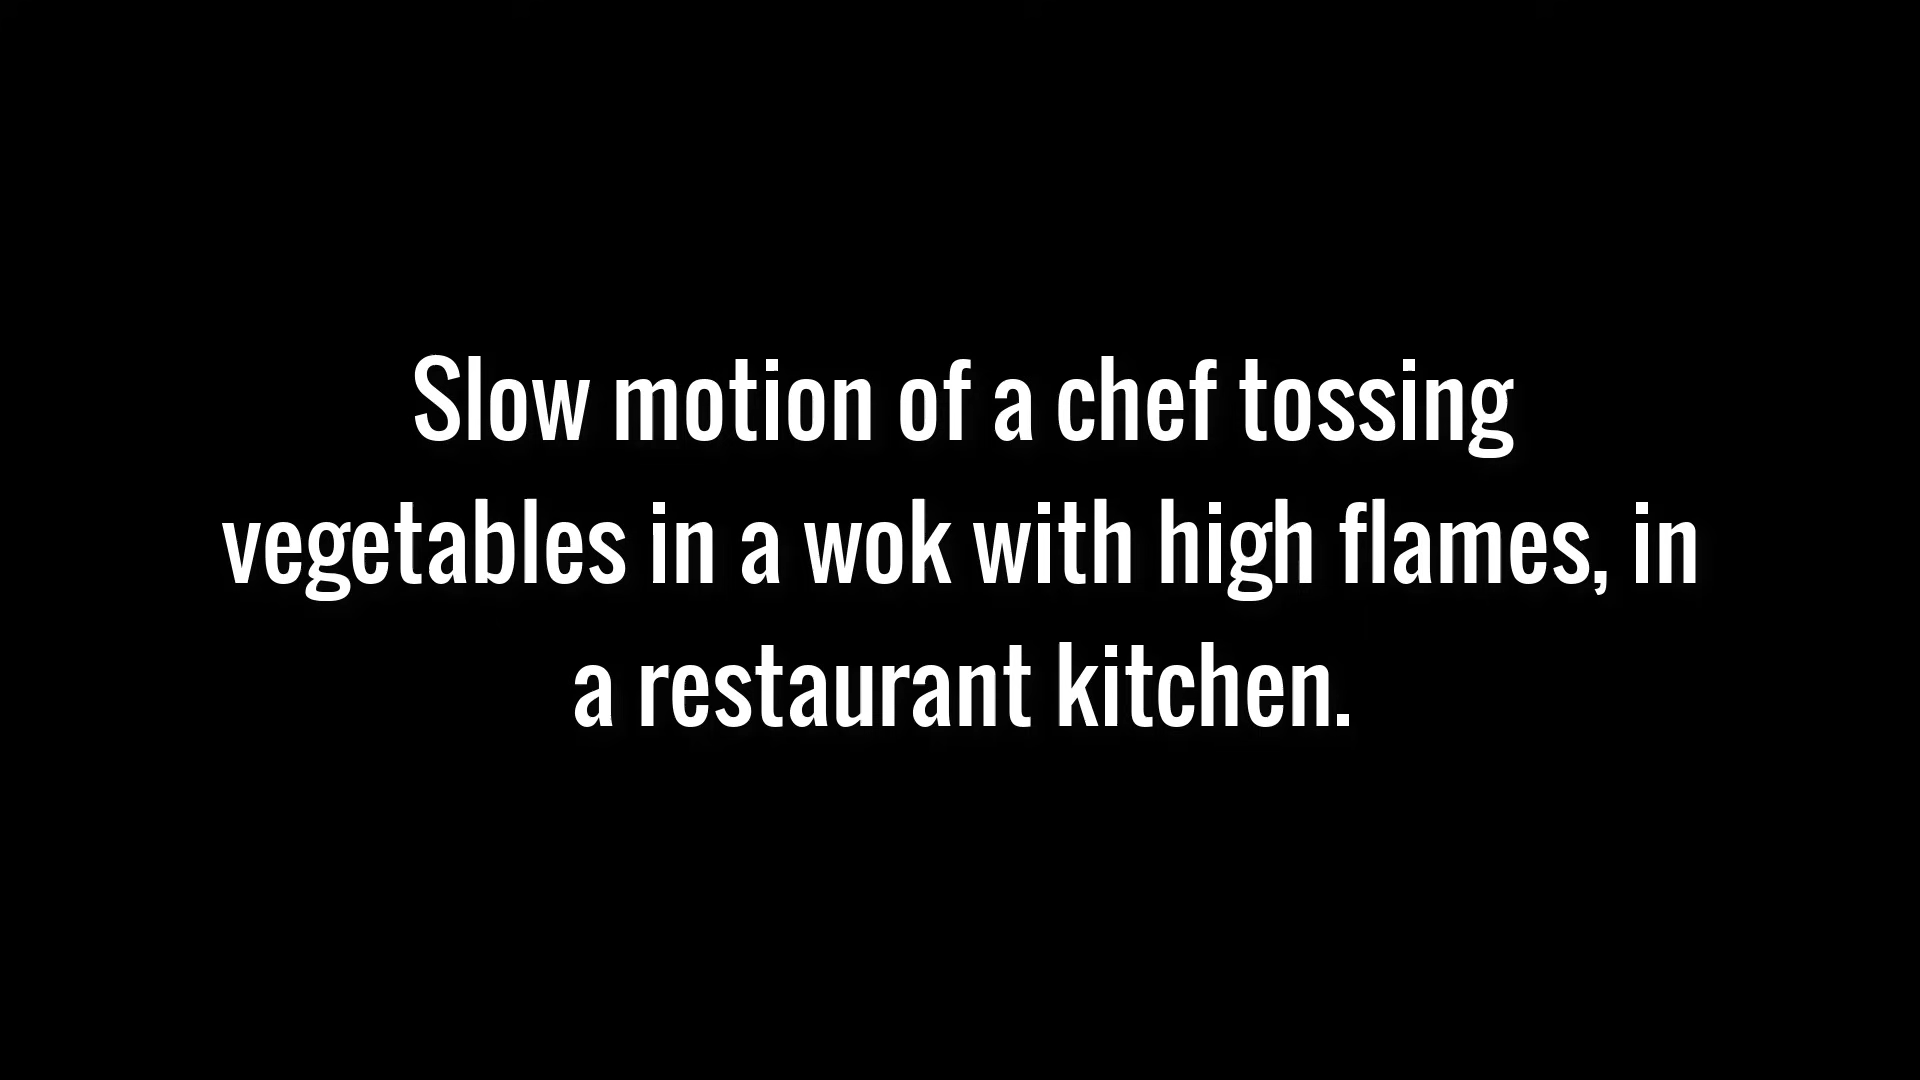 Slow motion of a chef tossing
vegetables in a wok with high flames, in
a restaurant kitchen.